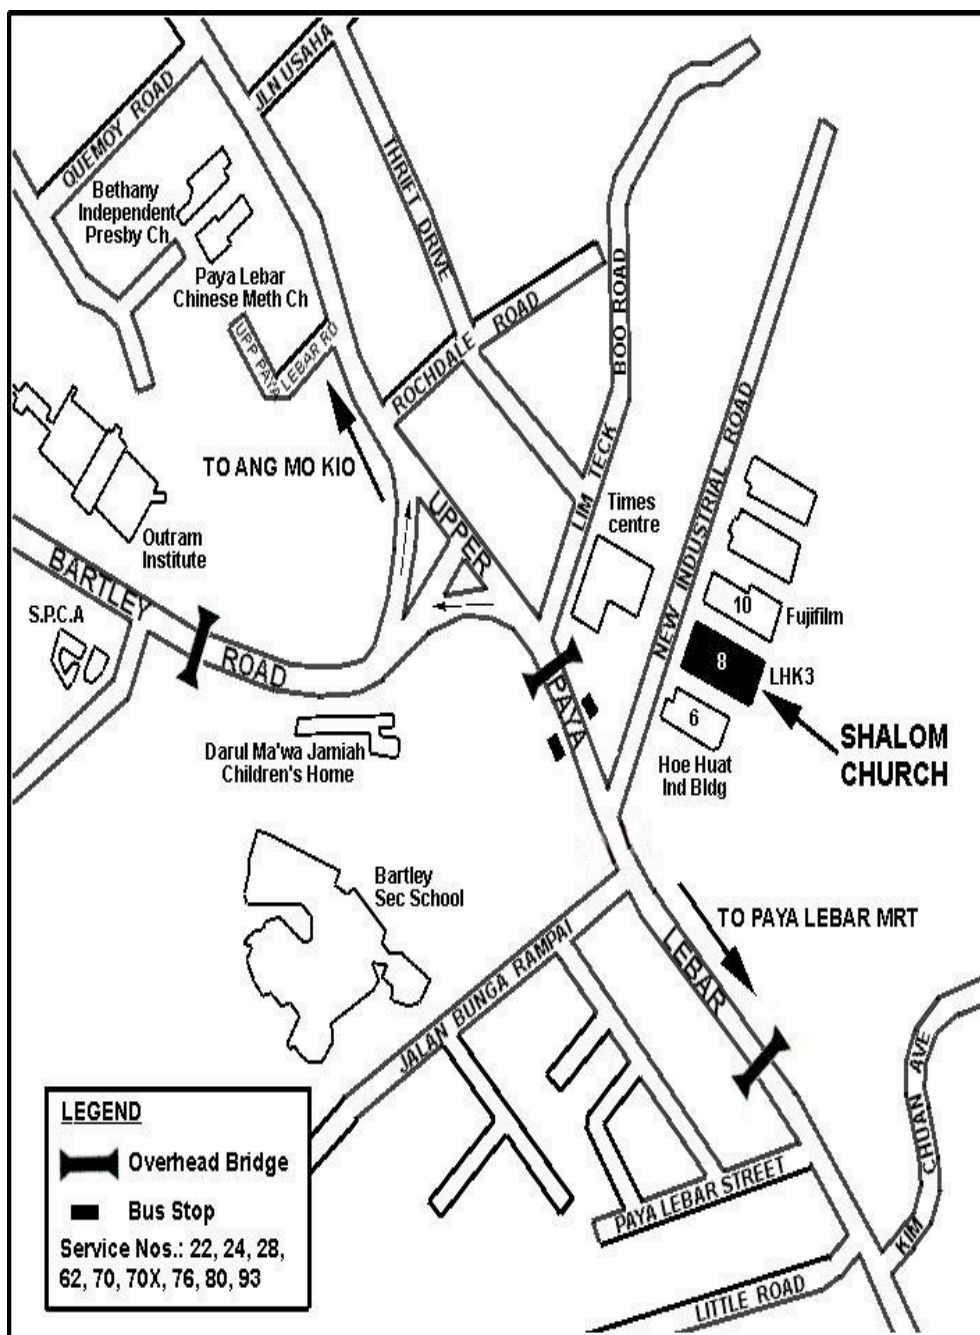 JLN USAHA
QUEMOY ROAD
THRIFT DRIVE
Bethany
Independent
Presby Ch
Paya Lebar
Chinese Meth Ch
UPP PAYA
LEBAR RD
ROCHDALE ROAD
LIM TECK BOO ROAD
NEW INDUSTRIAL ROAD
TO ANG MO KIO
Times
centre
UPPER
PAYA
LEBAR
Outram
Institute
BARTLEY
ROAD
S.P.C.A
10
Fujifilm
8
LHK3
6
Hoe Huat
Ind Bldg
SHALOM
CHURCH
Darul Ma'wa Jamiah
Children's Home
Bartley
Sec School
TO PAYA LEBAR MRT
JALAN BUNGA RAMPAI
KIM CHUAN AVE
PAYA LEBAR STREET
LITTLE ROAD
LEGEND
Overhead Bridge
Bus Stop
Service Nos.: 22, 24, 28,
62, 70, 70X, 76, 80, 93